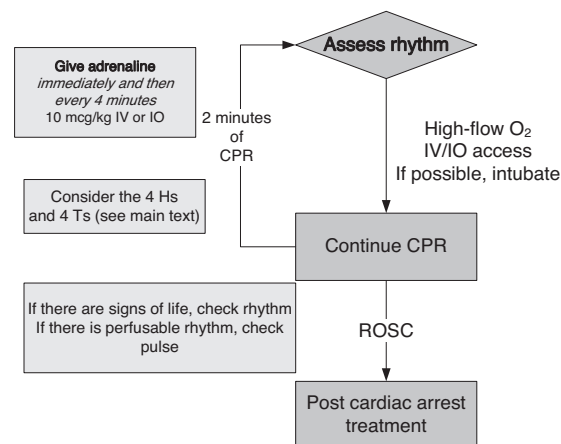 Assess rhythm
Give adrenaline
immediately and then
every 4 minutes
10 mcg/kg IV or IO
2 minutes
of
CPR
High-flow O₂
IV/IO access
If possible, intubate
Consider the 4 Hs
and 4 Ts (see main text)
Continue CPR
If there are signs of life, check rhythm
If there is perfusable rhythm, check
pulse
ROSC
Post cardiac arrest
treatment